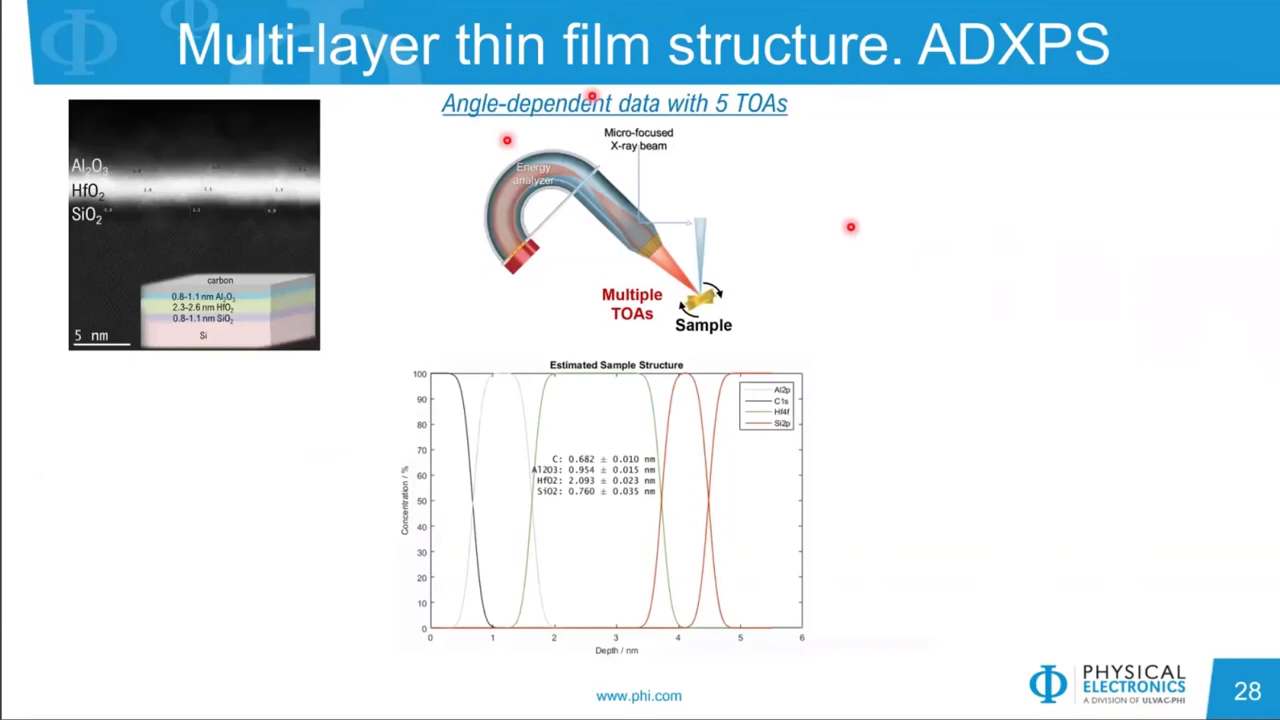 Multi-layer thin film structure. ADXPS
Angle-dependent data with 5 TOAs
Al₂O₃
HfO₂
SiO₂
carbon
0.8-1.1 nm Al₂O₃
2.3-2.6 nm HfO₂
0.8-1.1 nm SiO₂
Si
5 nm
Micro-focused
X-ray beam
Energy
analyzer
Multiple
TOAs
Sample
Estimated Sample Structure
Concentration / %
100
90
80
70
60
50
40
30
20
10
0
Al2p
C1s
Hf4f
Si2p
C: 0.682 ± 0.010 nm
Al2O3: 0.954 ± 0.015 nm
HfO2: 2.093 ± 0.023 nm
SiO2: 0.760 ± 0.035 nm
0 1 2 3 4 5 6
Depth / nm
www.phi.com
PHYSICAL
ELECTRONICS
A DIVISION OF ULVAC-PHI
28